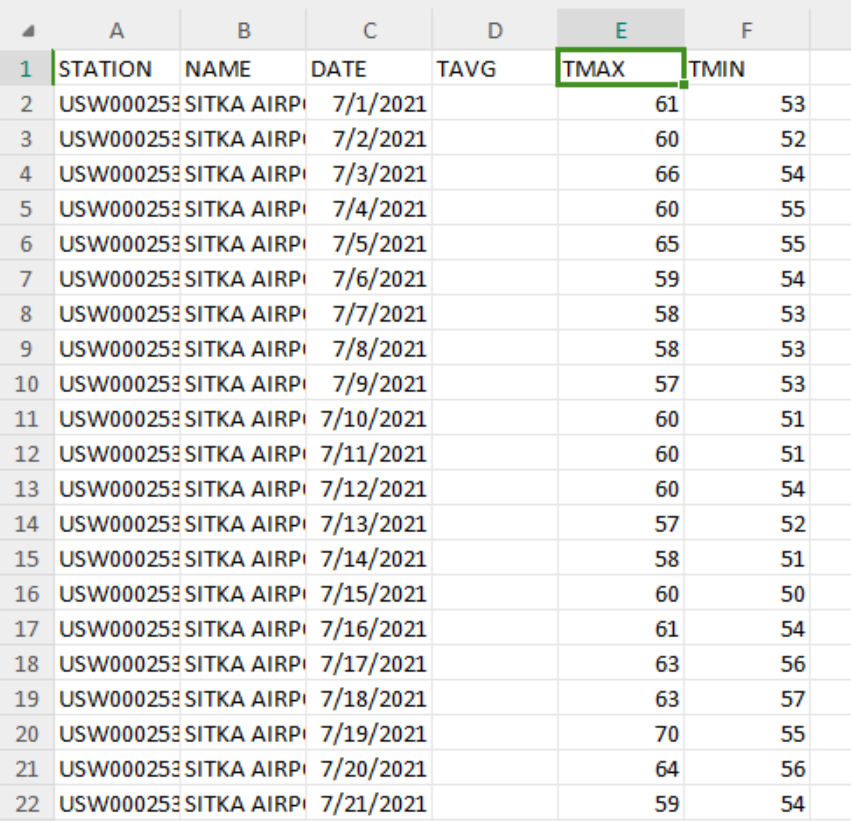 A B C D E F
1 STATION NAME DATE TAVG TMAX TMIN
2 USW000253 SITKA AIRP 7/1/2021 61 53
3 USW000253 SITKA AIRP 7/2/2021 60 52
4 USW000253 SITKA AIRP 7/3/2021 66 54
5 USW000253 SITKA AIRP 7/4/2021 60 55
6 USW000253 SITKA AIRP 7/5/2021 65 55
7 USW000253 SITKA AIRP 7/6/2021 59 54
8 USW000253 SITKA AIRP 7/7/2021 58 53
9 USW000253 SITKA AIRP 7/8/2021 58 53
10 USW000253 SITKA AIRP 7/9/2021 57 53
11 USW000253 SITKA AIRP 7/10/2021 60 51
12 USW000253 SITKA AIRP 7/11/2021 60 51
13 USW000253 SITKA AIRP 7/12/2021 60 54
14 USW000253 SITKA AIRP 7/13/2021 57 52
15 USW000253 SITKA AIRP 7/14/2021 58 51
16 USW000253 SITKA AIRP 7/15/2021 60 50
17 USW000253 SITKA AIRP 7/16/2021 61 54
18 USW000253 SITKA AIRP 7/17/2021 63 56
19 USW000253 SITKA AIRP 7/18/2021 63 57
20 USW000253 SITKA AIRP 7/19/2021 70 55
21 USW000253 SITKA AIRP 7/20/2021 64 56
22 USW000253 SITKA AIRP 7/21/2021 59 54